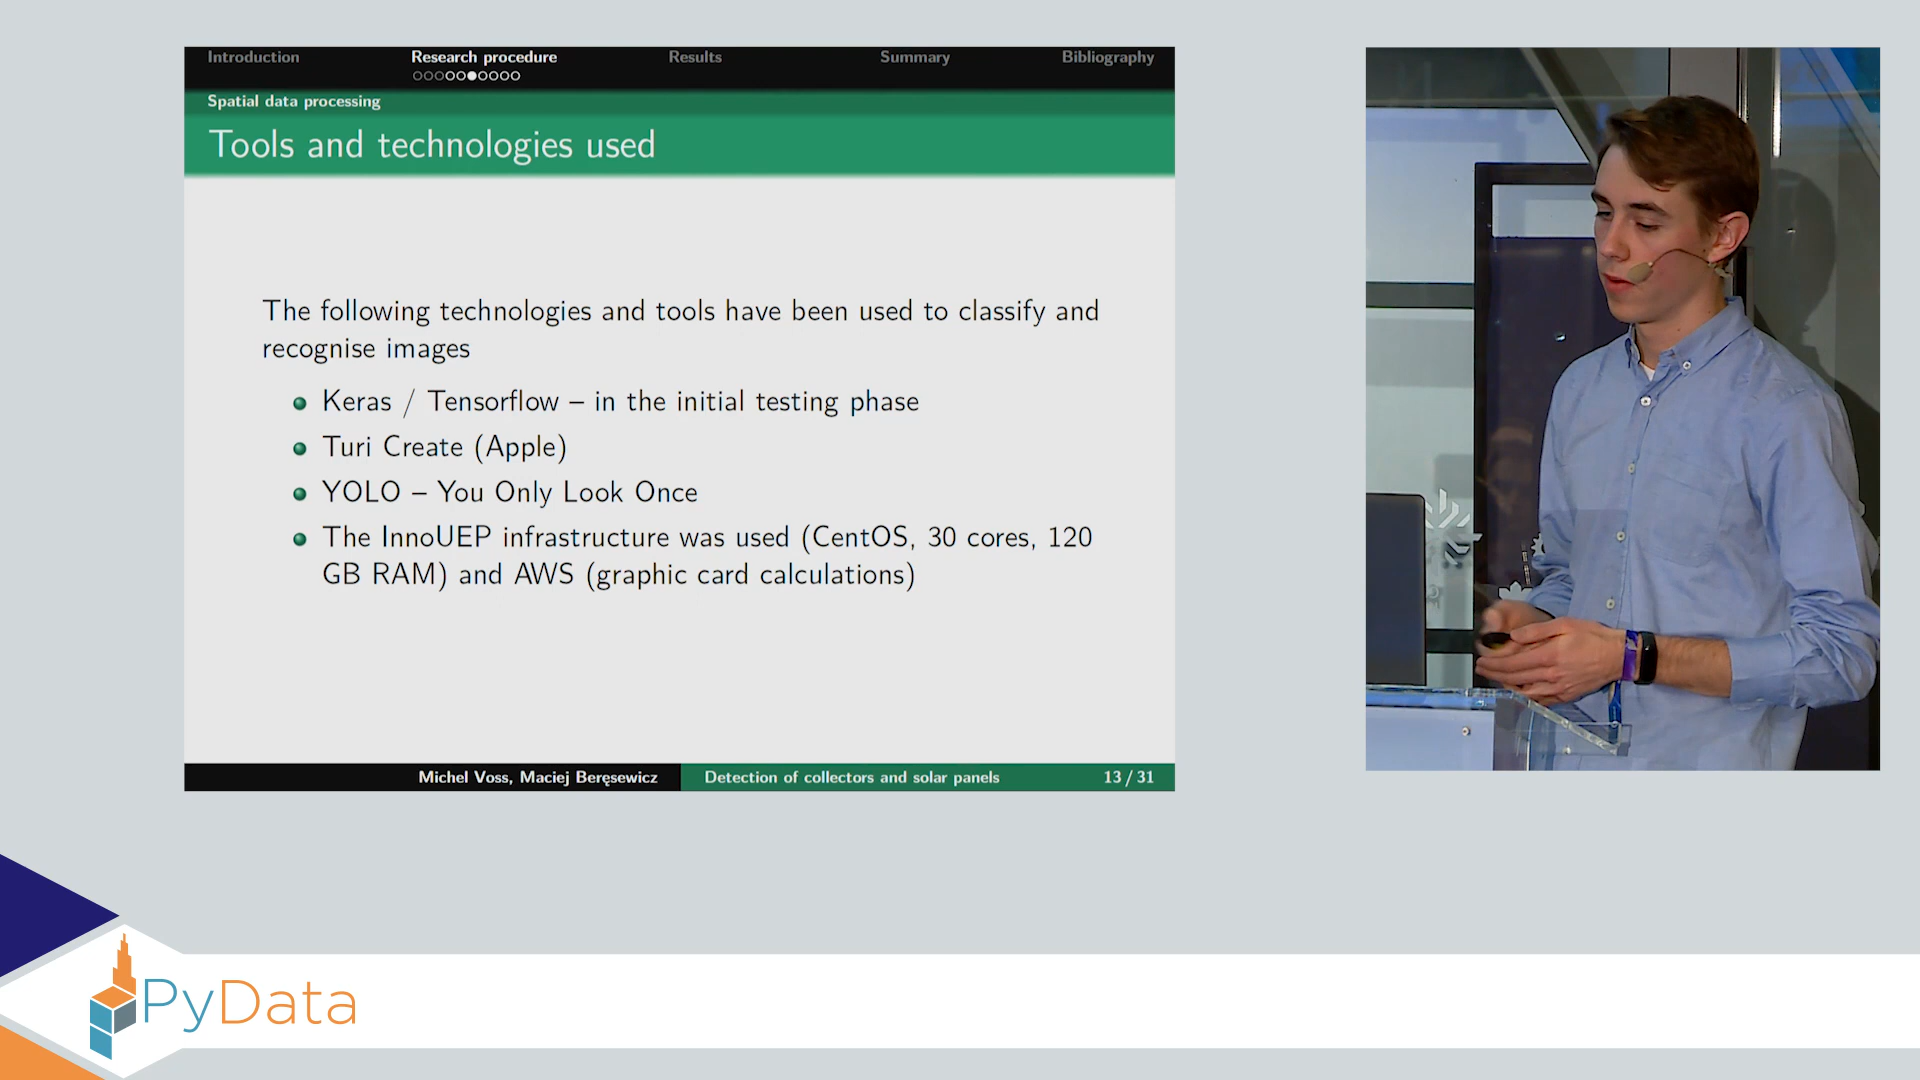 Introduction
Research procedure
Results
Summary
Bibliography
Spatial data processing
Tools and technologies used
The following technologies and tools have been used to classify and
recognise images
Keras / Tensorflow – in the initial testing phase
Turi Create (Apple)
YOLO – You Only Look Once
The InnoUEP infrastructure was used (CentOS, 30 cores, 120
GB RAM) and AWS (graphic card calculations)
Michel Voss, Maciej Beręsewicz
Detection of collectors and solar panels
13 / 31
PyData